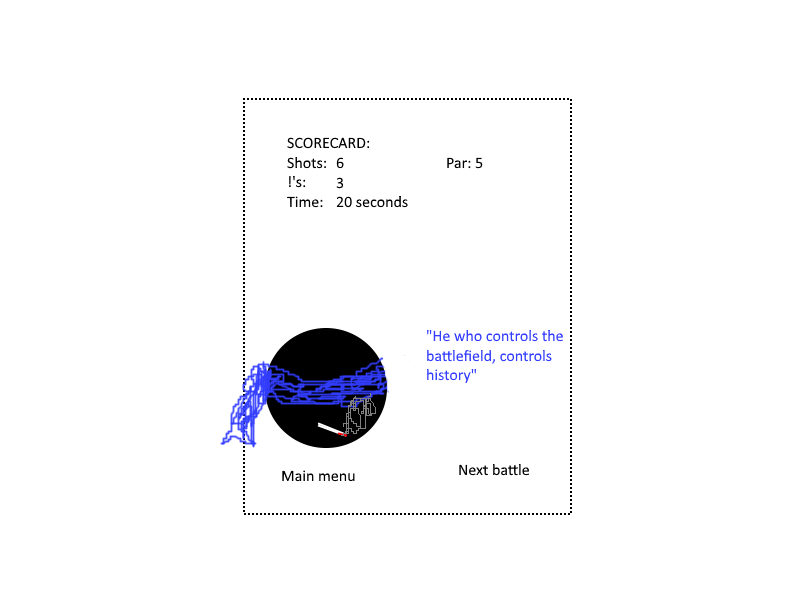 SCORECARD:
Shots: 6 Par: 5
!'s: 3
Time: 20 seconds
"He who controls the
battlefield, controls
history"
Main menu
Next battle